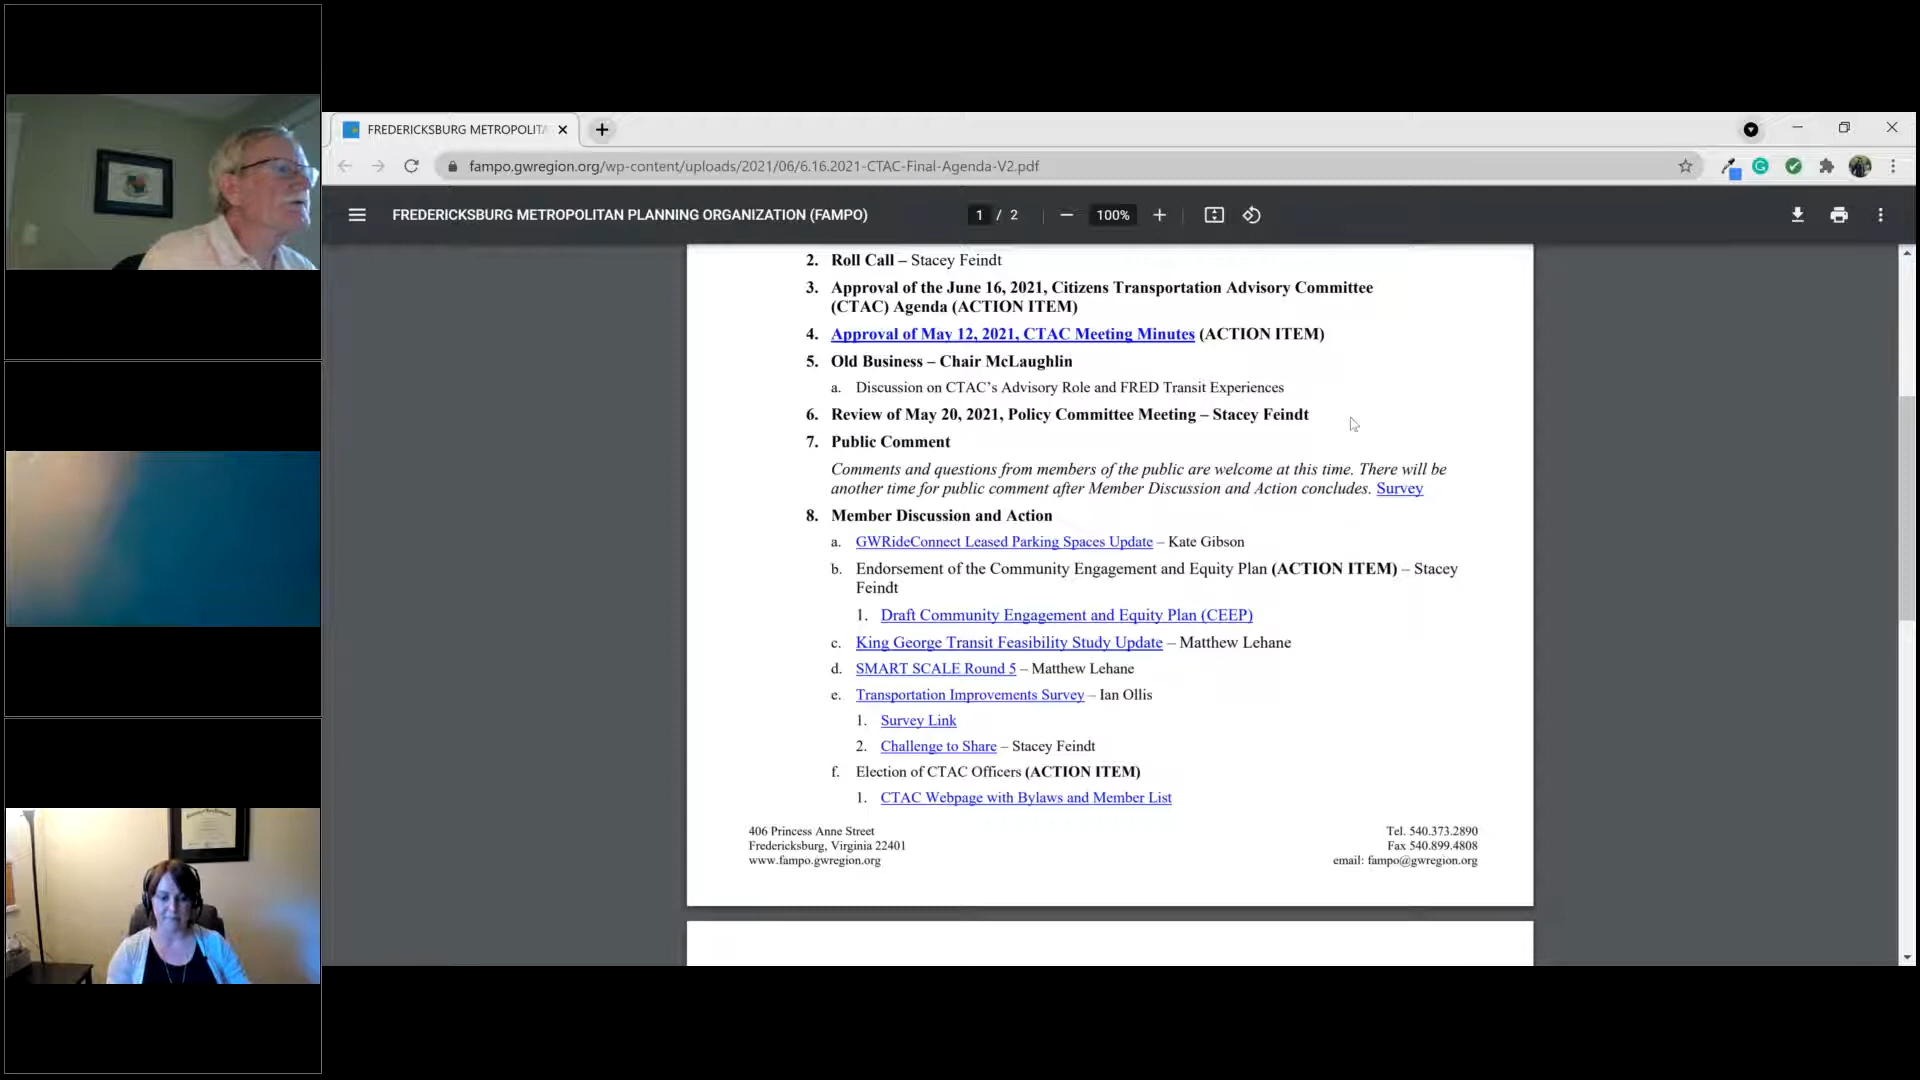 FREDERICKSBURG METROPOLITA
fampo.gwregion.org/wp-content/uploads/2021/06/6.16.2021-CTAC-Final-Agenda-V2.pdf
FREDERICKSBURG METROPOLITAN PLANNING ORGANIZATION (FAMPO) 1 / 2 100%
2. Roll Call – Stacey Feindt
3. Approval of the June 16, 2021, Citizens Transportation Advisory Committee
(CTAC) Agenda (ACTION ITEM)
4. Approval of May 12, 2021, CTAC Meeting Minutes (ACTION ITEM)
5. Old Business – Chair McLaughlin
a. Discussion on CTAC’s Advisory Role and FRED Transit Experiences
6. Review of May 20, 2021, Policy Committee Meeting – Stacey Feindt
7. Public Comment
Comments and questions from members of the public are welcome at this time. There will be
another time for public comment after Member Discussion and Action concludes. Survey
8. Member Discussion and Action
a. GWRideConnect Leased Parking Spaces Update – Kate Gibson
b. Endorsement of the Community Engagement and Equity Plan (ACTION ITEM) – Stacey
Feindt
1. Draft Community Engagement and Equity Plan (CEEP)
c. King George Transit Feasibility Study Update – Matthew Lehane
d. SMART SCALE Round 5 – Matthew Lehane
e. Transportation Improvements Survey – Ian Ollis
1. Survey Link
2. Challenge to Share – Stacey Feindt
f. Election of CTAC Officers (ACTION ITEM)
1. CTAC Webpage with Bylaws and Member List
406 Princess Anne Street
Fredericksburg, Virginia 22401
www.fampo.gwregion.org
Tel. 540.373.2890
Fax 540.899.4808
email: fampo@gwregion.org